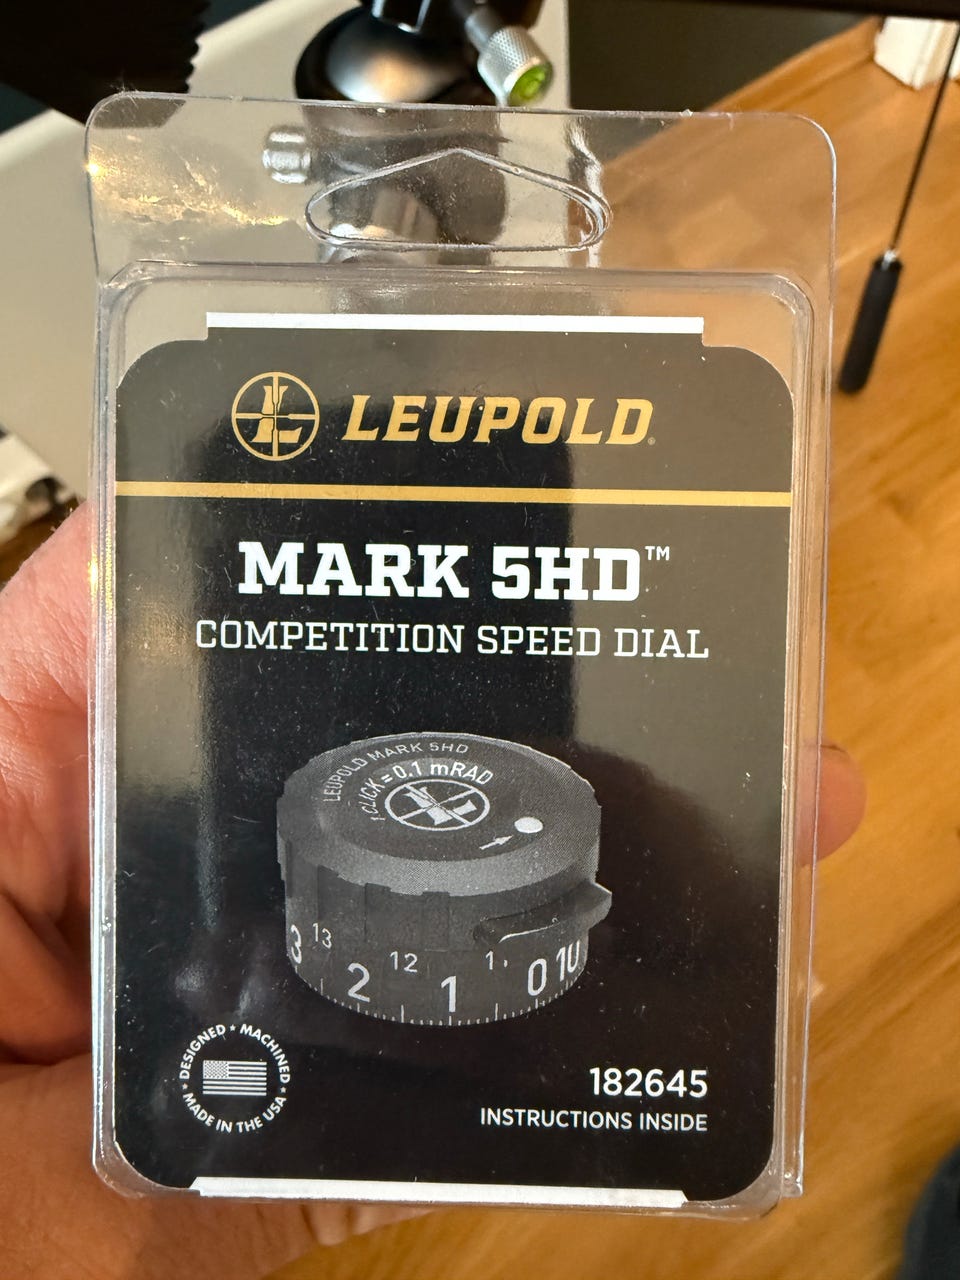 LEUPOLD®
MARK 5HD™
COMPETITION SPEED DIAL
LEUPOLD MARK 5HD
1 CLICK = 0.1 mRAD
3 13 2 12 1 0 10
DESIGNED ★ MACHINED ★ MADE IN THE USA ★
182645
INSTRUCTIONS INSIDE